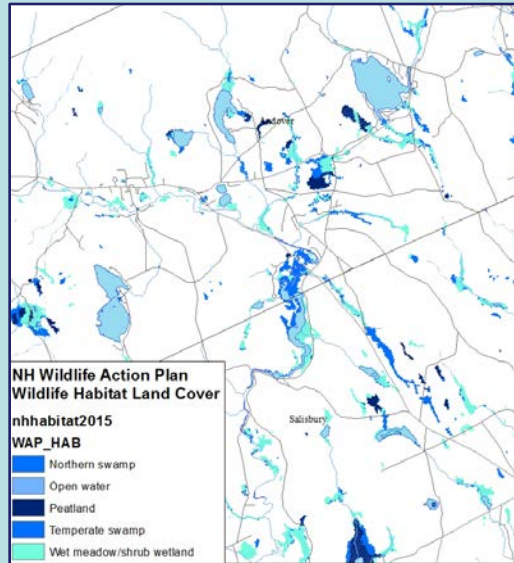 Andover
Salisbury
NH Wildlife Action Plan
Wildlife Habitat Land Cover
nhhabitat2015
WAP_HAB
Northern swamp
Open water
Peatland
Temperate swamp
Wet meadow/shrub wetland